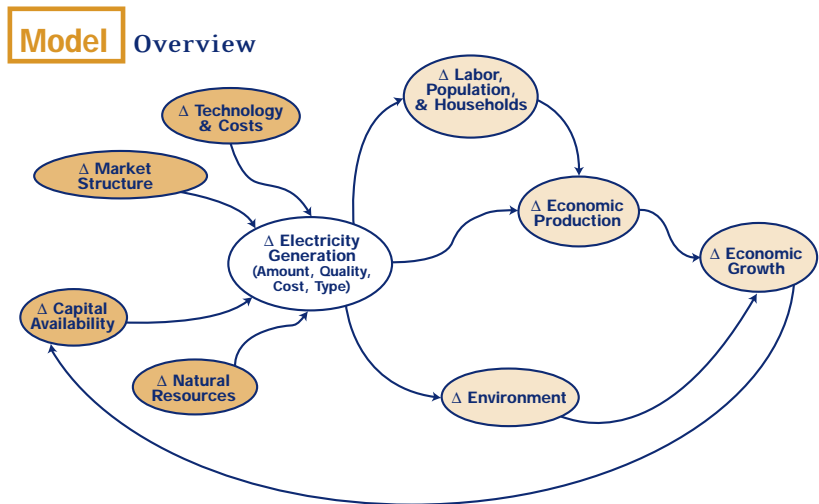 Model Overview
Δ Labor,
Population,
& Households
Δ Technology
& Costs
Δ Market
Structure
Δ Economic
Production
Δ Electricity
Generation
(Amount, Quality,
Cost, Type)
Δ Economic
Growth
Δ Capital
Availability
Δ Natural
Resources
Δ Environment